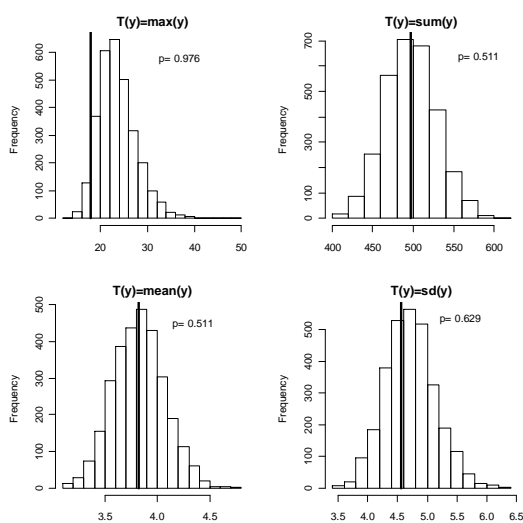 T(y)=max(y)
p= 0.976
Frequency
0 100 200 300 400 500 600
20 30 40 50
T(y)=sum(y)
p= 0.511
Frequency
0 100 300 500 700
400 450 500 550 600
T(y)=mean(y)
p= 0.511
Frequency
0 100 200 300 400 500
3.5 4.0 4.5
T(y)=sd(y)
p= 0.629
Frequency
0 100 200 300 400 500
3.5 4.0 4.5 5.0 5.5 6.0 6.5